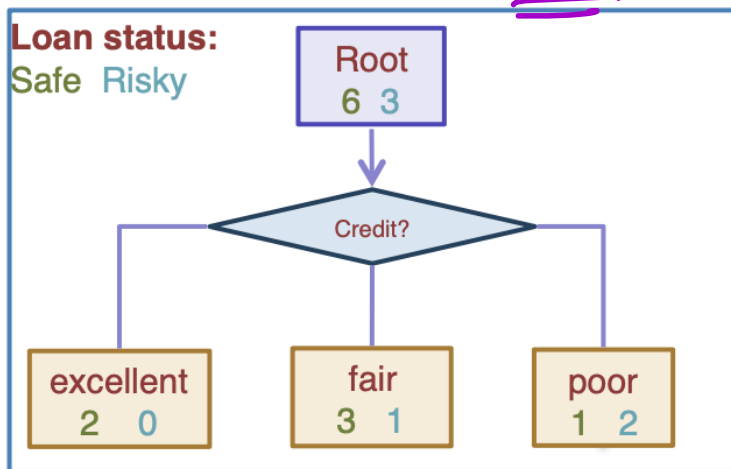 Loan status:
Safe Risky
Root
6 3
Credit?
excellent
2 0
fair
3 1
poor
1 2